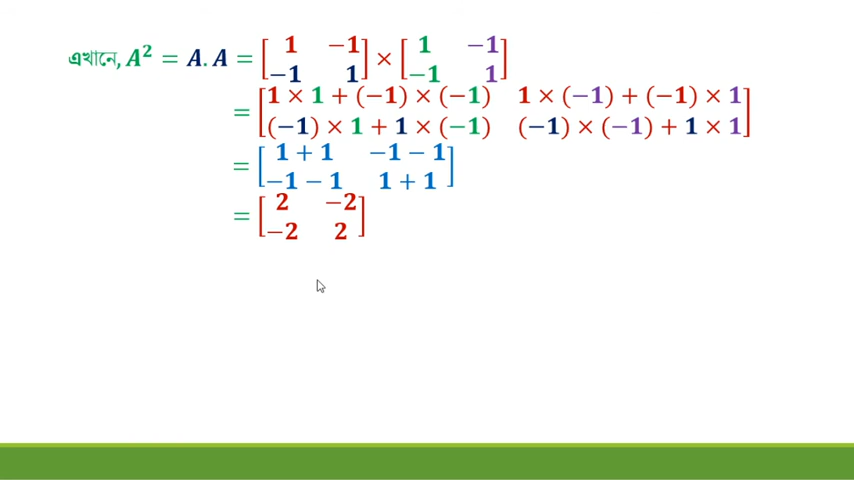 এখানে, A² = A. A = [1 −1 −1 1] × [1 −1 −1 1]
= [1 × 1 + (−1) × (−1) 1 × (−1) + (−1) × 1
(−1) × 1 + 1 × (−1) (−1) × (−1) + 1 × 1]
= [1 + 1 −1 − 1
−1 − 1 1 + 1]
= [2 −2
−2 2]